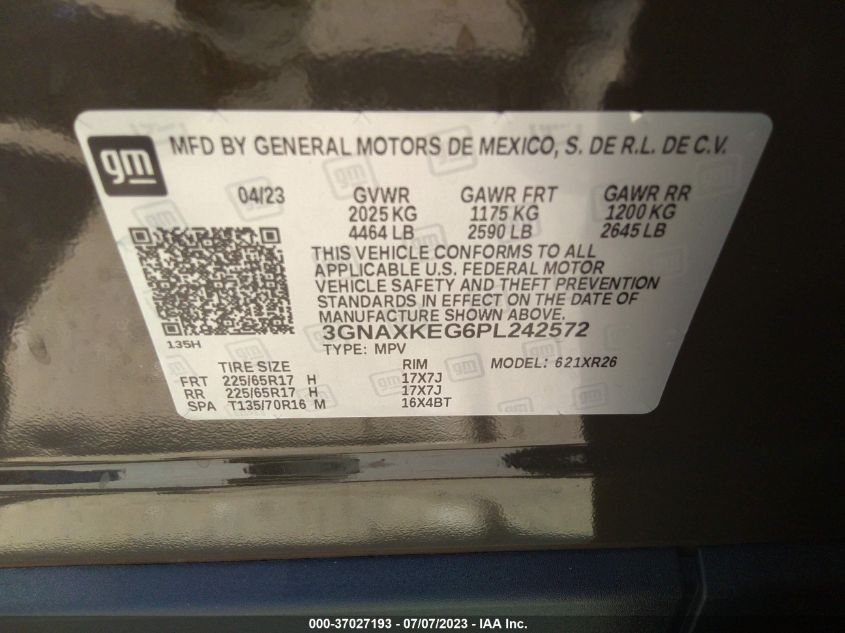 gm
MFD BY GENERAL MOTORS DE MEXICO, S. DE R.L. DE C.V.
04/23 GVWR GAWR FRT GAWR RR
2025 KG 1175 KG 1200 KG
4464 LB 2590 LB 2645 LB
THIS VEHICLE CONFORMS TO ALL
APPLICABLE U.S. FEDERAL MOTOR
VEHICLE SAFETY AND THEFT PREVENTION
STANDARDS IN EFFECT ON THE DATE OF
MANUFACTURE SHOWN ABOVE.
135H
3GNAXKEG6PL242572
TYPE: MPV
TIRE SIZE RIM MODEL: 621XR26
FRT 225/65R17 H 17X7J
RR 225/65R17 H 17X7J
SPA T135/70R16 M 16X4BT
000-37027193 - 07/07/2023 - IAA Inc.